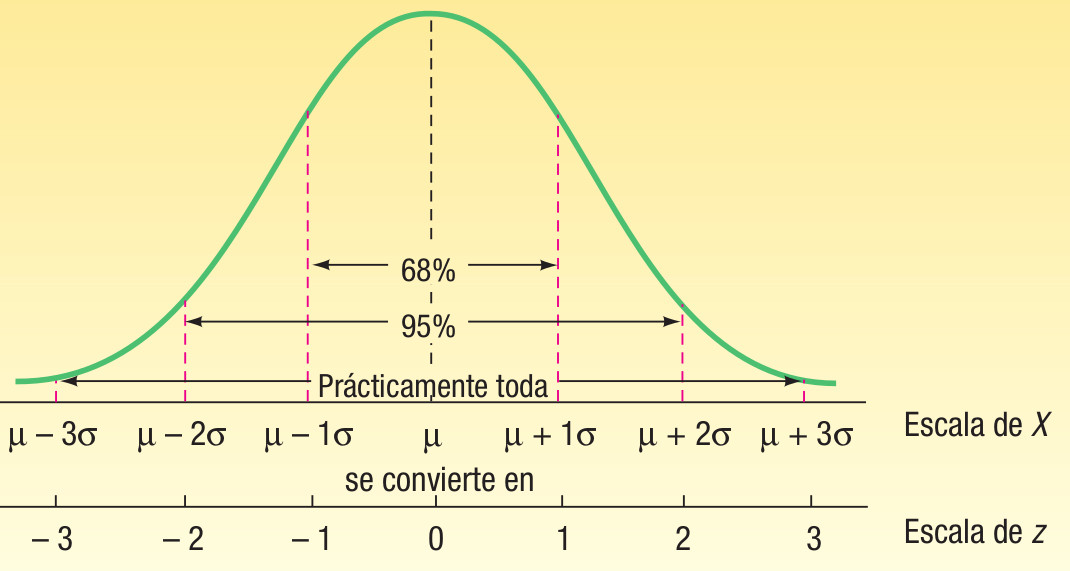 68%
95%
Prácticamente toda
μ – 3σ μ – 2σ μ – 1σ μ μ + 1σ μ + 2σ μ + 3σ Escala de X
se convierte en
– 3 – 2 – 1 0 1 2 3 Escala de z